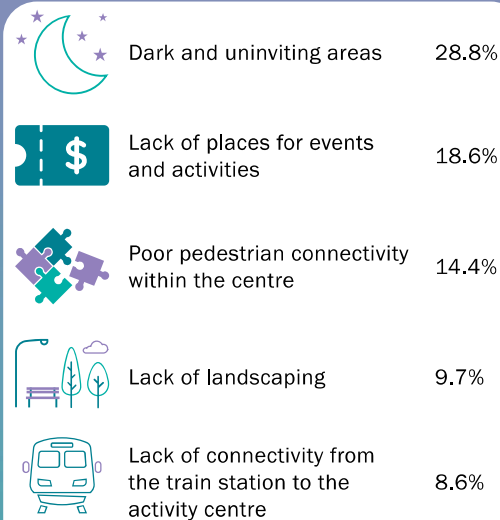 Dark and uninviting areas 28.8%
$
Lack of places for events
and activities 18.6%
Poor pedestrian connectivity
within the centre 14.4%
Lack of landscaping 9.7%
Lack of connectivity from
the train station to the 8.6%
activity centre